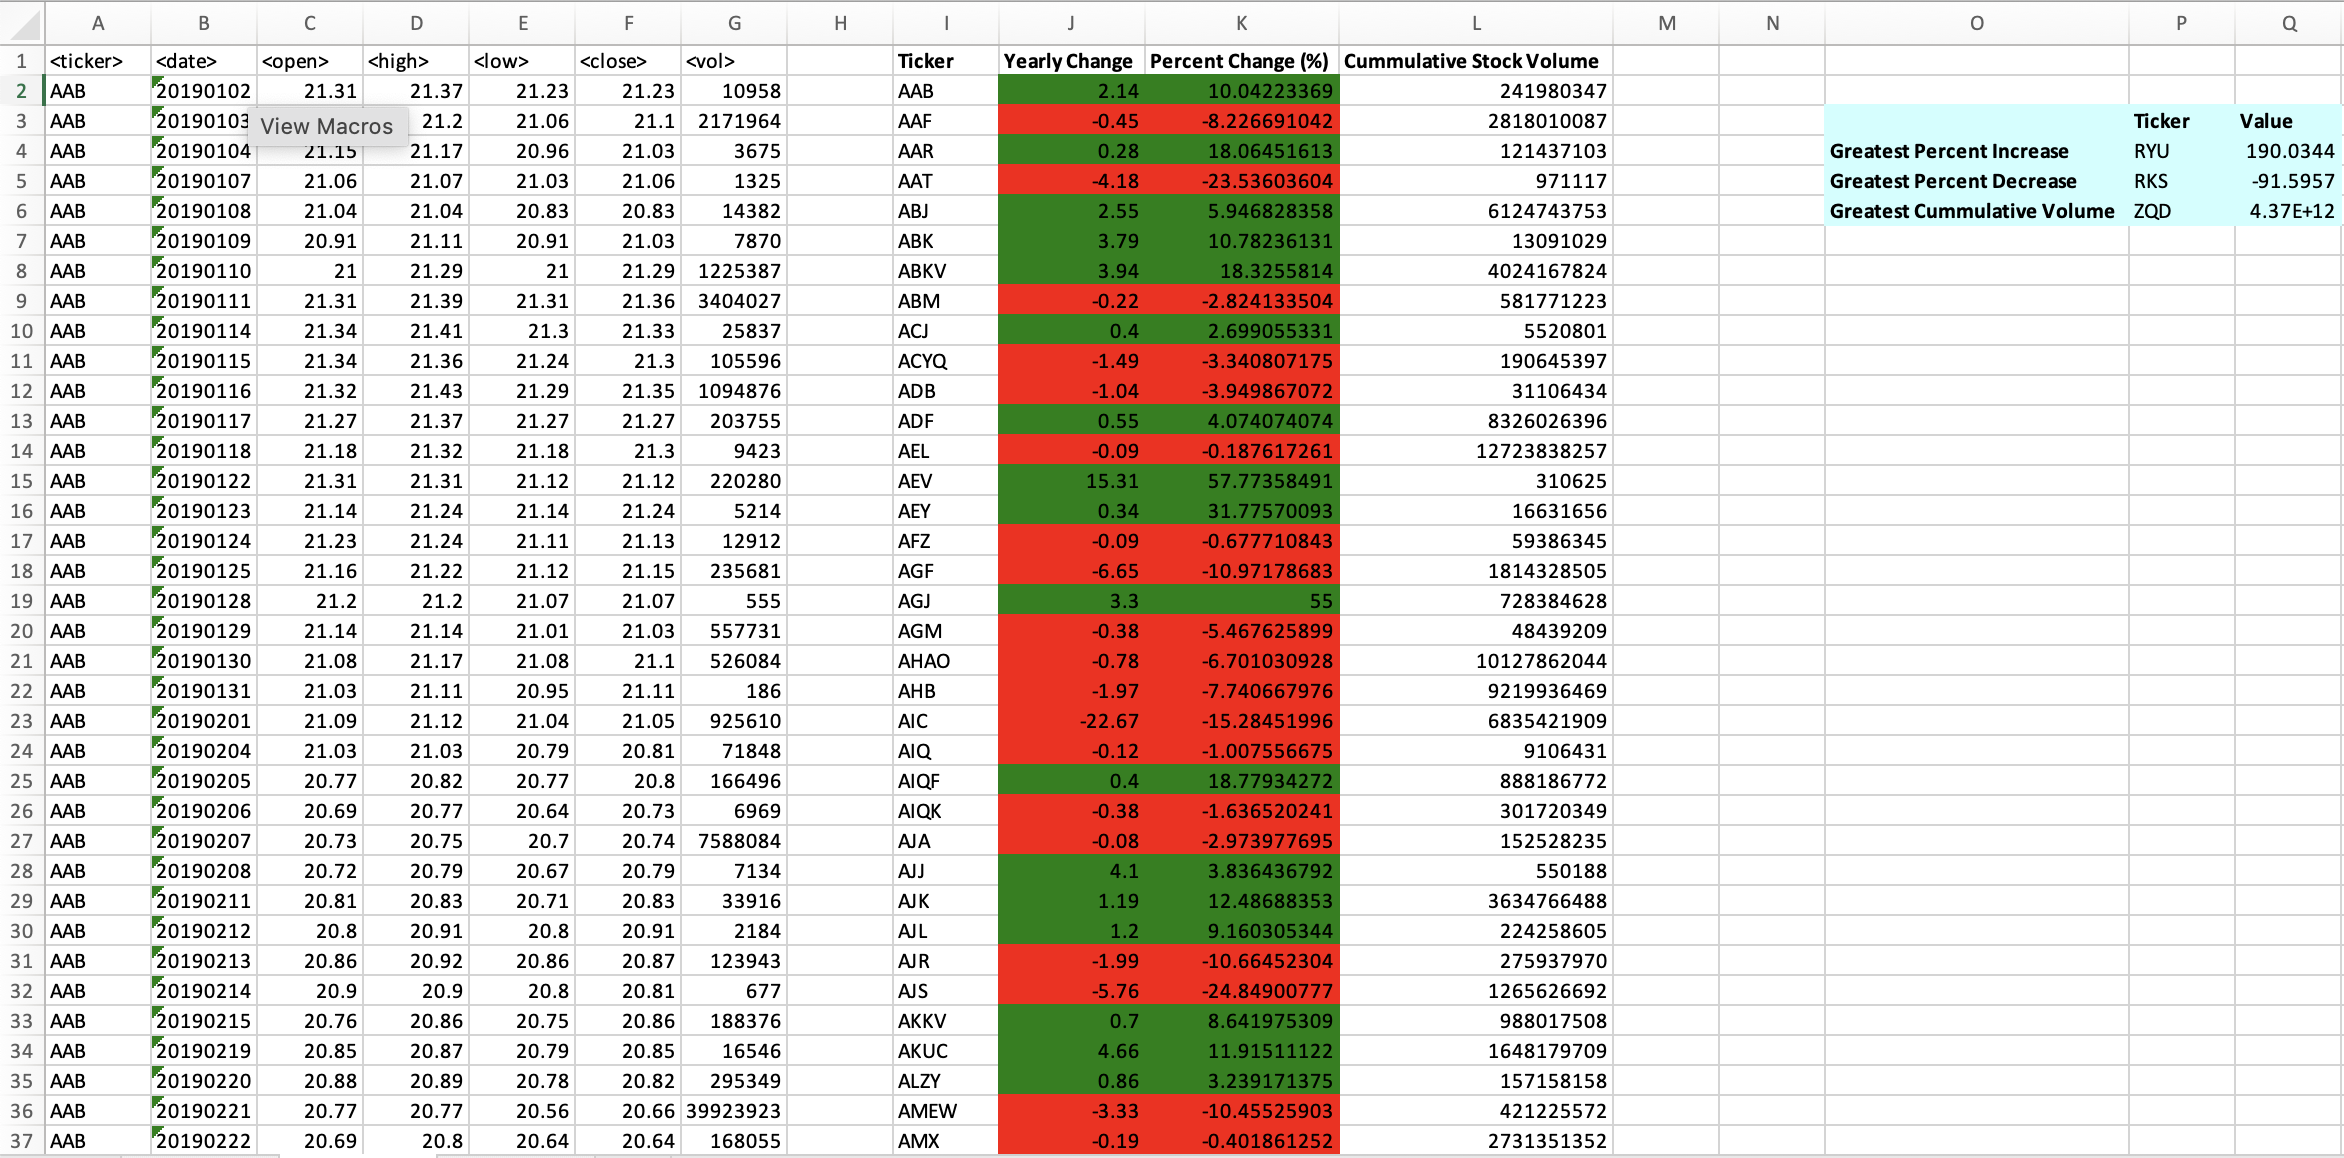 A B C D E F G H I J K L M N O P Q
1 <ticker> <date> <open> <high> <low> <close> <vol> Ticker Yearly Change Percent Change (%) Cummulative Stock Volume
2 AAB 20190102 21.31 21.37 21.23 21.23 10958 AAB 2.14 10.04223369 241980347
3 AAB 20190103 View Macros 21.2 21.06 21.1 2171964 AAF -0.45 -8.226691042 2818010087 Ticker Value
4 AAB 20190104 21.15 21.17 20.96 21.03 3675 AAR 0.28 18.06451613 121437103 Greatest Percent Increase RYU 190.0344
5 AAB 20190107 21.06 21.07 21.03 21.06 1325 AAT -4.18 -23.53603604 971117 Greatest Percent Decrease RKS -91.5957
6 AAB 20190108 21.04 21.04 20.83 20.83 14382 ABJ 2.55 5.946828358 6124743753 Greatest Cummulative Volume ZQD 4.37E+12
7 AAB 20190109 20.91 21.11 20.91 21.03 7870 ABK 3.79 10.78236131 13091029
8 AAB 20190110 21 21.29 21 21.29 1225387 ABKV 3.94 18.3255814 4024167824
9 AAB 20190111 21.31 21.39 21.31 21.36 3404027 ABM -0.22 -2.824133504 581771223
10 AAB 20190114 21.34 21.41 21.3 21.33 25837 ACJ 0.4 2.699055331 5520801
11 AAB 20190115 21.34 21.36 21.24 21.3 105596 ACYQ -1.49 -3.340807175 190645397
12 AAB 20190116 21.32 21.43 21.29 21.35 1094876 ADB -1.04 -3.949867072 31106434
13 AAB 20190117 21.27 21.37 21.27 21.27 203755 ADF 0.55 4.074074074 8326026396
14 AAB 20190118 21.18 21.32 21.18 21.3 9423 AEL -0.09 -0.187617261 12723838257
15 AAB 20190122 21.31 21.31 21.12 21.12 220280 AEV 15.31 57.77358491 310625
16 AAB 20190123 21.14 21.24 21.14 21.24 5214 AEY 0.34 31.77570093 16631656
17 AAB 20190124 21.23 21.24 21.11 21.13 12912 AFZ -0.09 -0.677710843 59386345
18 AAB 20190125 21.16 21.22 21.12 21.15 235681 AGF -6.65 -10.97178683 1814328505
19 AAB 20190128 21.2 21.2 21.07 21.07 555 AGJ 3.3 55 728384628
20 AAB 20190129 21.14 21.14 21.01 21.03 557731 AGM -0.38 -5.467625899 48439209
21 AAB 20190130 21.08 21.17 21.08 21.1 526084 AHAO -0.78 -6.701030928 10127862044
22 AAB 20190131 21.03 21.11 20.95 21.11 186 AHB -1.97 -7.740667976 9219936469
23 AAB 20190201 21.09 21.12 21.04 21.05 925610 AIC -22.67 -15.28451996 6835421909
24 AAB 20190204 21.03 21.03 20.79 20.81 71848 AIQ -0.12 -1.007556675 9106431
25 AAB 20190205 20.77 20.82 20.77 20.8 166496 AIQF 0.4 18.77934272 888186772
26 AAB 20190206 20.69 20.77 20.64 20.73 6969 AIQK -0.38 -1.636520241 301720349
27 AAB 20190207 20.73 20.75 20.7 20.74 7588084 AJA -0.08 -2.973977695 152528235
28 AAB 20190208 20.72 20.79 20.67 20.79 7134 AJJ 4.1 3.836436792 550188
29 AAB 20190211 20.81 20.83 20.71 20.83 33916 AJK 1.19 12.48688353 3634766488
30 AAB 20190212 20.8 20.91 20.8 20.91 2184 AJL 1.2 9.160305344 224258605
31 AAB 20190213 20.86 20.92 20.86 20.87 123943 AJR -1.99 -10.66452304 275937970
32 AAB 20190214 20.9 20.9 20.8 20.81 677 AJS -5.76 -24.84900777 1265626692
33 AAB 20190215 20.76 20.86 20.75 20.86 188376 AKKV 0.7 8.641975309 988017508
34 AAB 20190219 20.85 20.87 20.79 20.85 16546 AKUC 4.66 11.91511122 1648179709
35 AAB 20190220 20.88 20.89 20.78 20.82 295349 ALZY 0.86 3.239171375 157158158
36 AAB 20190221 20.77 20.77 20.56 20.66 39923923 AMEW -3.33 -10.45525903 421225572
37 AAB 20190222 20.69 20.8 20.64 20.64 168055 AMX -0.19 -0.401861252 2731351352